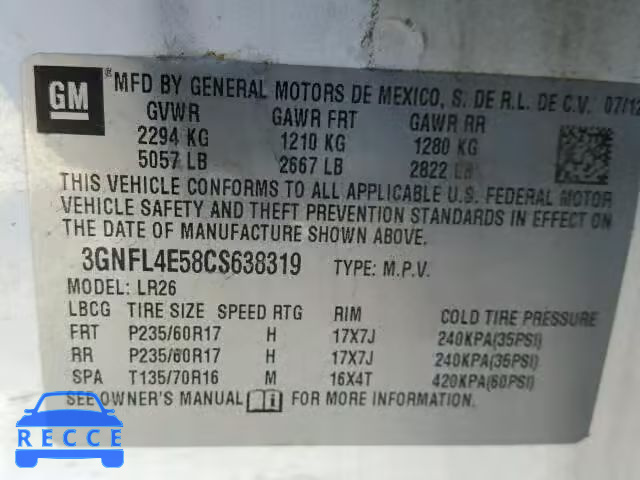 GM ® MFD BY GENERAL MOTORS DE MEXICO, S. DE R.L. DE C.V. 07/12
GVWR GAWR FRT GAWR RR
2294 KG 1210 KG 1280 KG
5057 LB 2667 LB 2822 LB
THIS VEHICLE CONFORMS TO ALL APPLICABLE U.S. FEDERAL MOTOR
VEHICLE SAFETY AND THEFT PREVENTION STANDARDS IN EFFECT ON
THE DATE OF MANUFACTURE SHOWN ABOVE.
3GNFL4E58CS638319 TYPE: M.P.V.
MODEL: LR26
LBCG TIRE SIZE SPEED RTG RIM COLD TIRE PRESSURE
FRT P235/60R17 H 17X7J 240KPA(35PSI)
RR P235/60R17 H 17X7J 240KPA(35PSI)
SPA T135/70R16 M 16X4T 420KPA(60PSI)
SEE OWNER'S MANUAL i FOR MORE INFORMATION.
RECCE